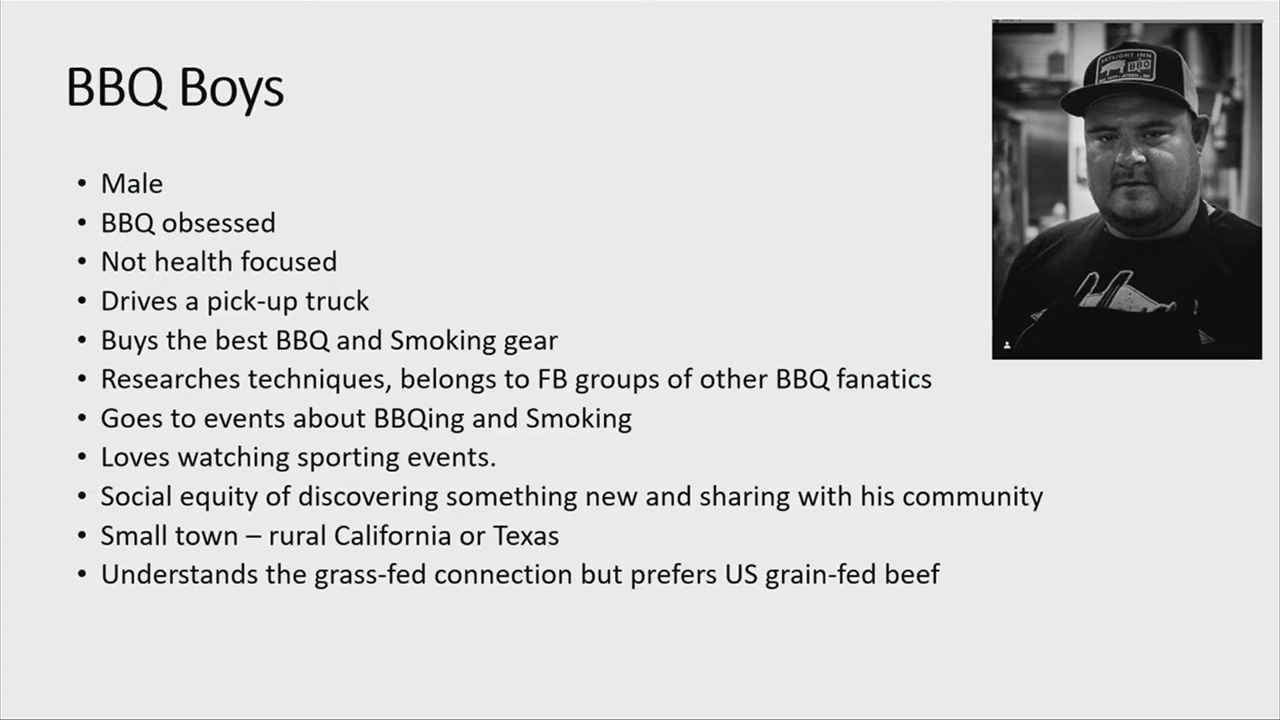 BBQ Boys
• Male
• BBQ obsessed
• Not health focused
• Drives a pick-up truck
• Buys the best BBQ and Smoking gear
• Researches techniques, belongs to FB groups of other BBQ fanatics
• Goes to events about BBQing and Smoking
• Loves watching sporting events.
• Social equity of discovering something new and sharing with his community
• Small town – rural California or Texas
• Understands the grass-fed connection but prefers US grain-fed beef
SKYLIGHT INN
BBQ